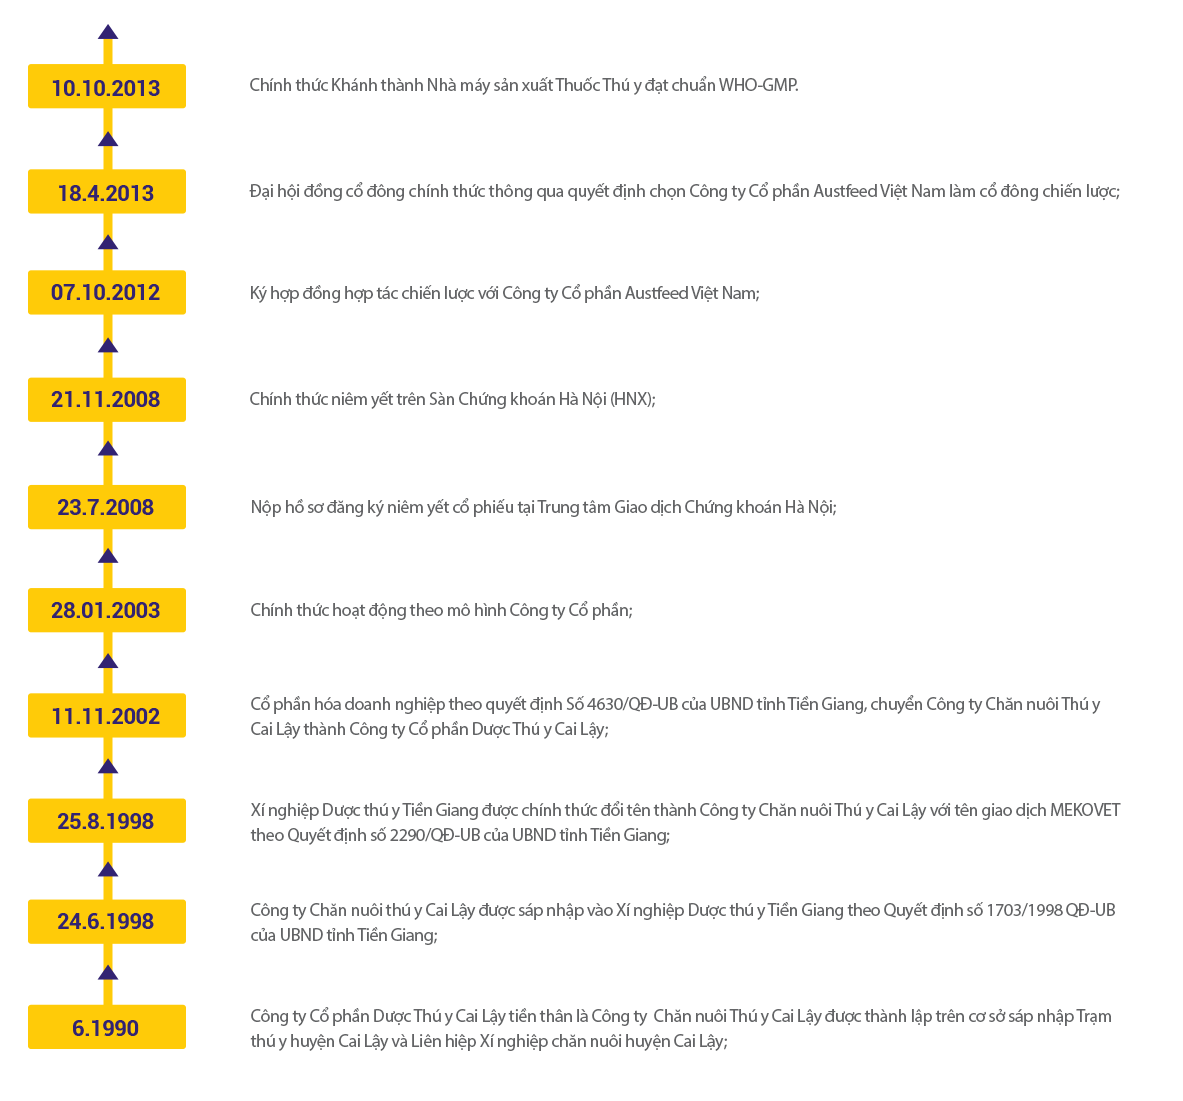 10.10.2013
Chính thức Khánh thành Nhà máy sản xuất Thuốc Thú y đạt chuẩn WHO-GMP.
18.4.2013
Đại hội đồng cổ đông chính thức thông qua quyết định chọn Công ty Cổ phần Austfeed Việt Nam làm cổ đông chiến lược;
07.10.2012
Ký hợp đồng hợp tác chiến lược với Công ty Cổ phần Austfeed Việt Nam;
21.11.2008
Chính thức niêm yết trên Sàn Chứng khoán Hà Nội (HNX);
23.7.2008
Nộp hồ sơ đăng ký niêm yết cổ phiếu tại Trung tâm Giao dịch Chứng khoán Hà Nội;
28.01.2003
Chính thức hoạt động theo mô hình Công ty Cổ phần;
11.11.2002
Cổ phần hóa doanh nghiệp theo quyết định Số 4630/QĐ-UB của UBND tỉnh Tiền Giang, chuyển Công ty Chăn nuôi Thú y
Cai Lậy thành Công ty Cổ phần Dược Thú y Cai Lậy;
25.8.1998
Xí nghiệp Dược thú y Tiền Giang được chính thức đổi tên thành Công ty Chăn nuôi Thú y Cai Lậy với tên giao dịch MEKOVET
theo Quyết định số 2290/QĐ-UB của UBND tỉnh Tiền Giang;
24.6.1998
Công ty Chăn nuôi thú y Cai Lậy được sáp nhập vào Xí nghiệp Dược thú y Tiền Giang theo Quyết định số 1703/1998 QĐ-UB
của UBND tỉnh Tiền Giang;
6.1990
Công ty Cổ phần Dược Thú y Cai Lậy tiền thân là Công ty  Chăn nuôi Thú y Cai Lậy được thành lập trên cơ sở sáp nhập Trạm
thú y huyện Cai Lậy và Liên hiệp Xí nghiệp chăn nuôi huyện Cai Lậy;